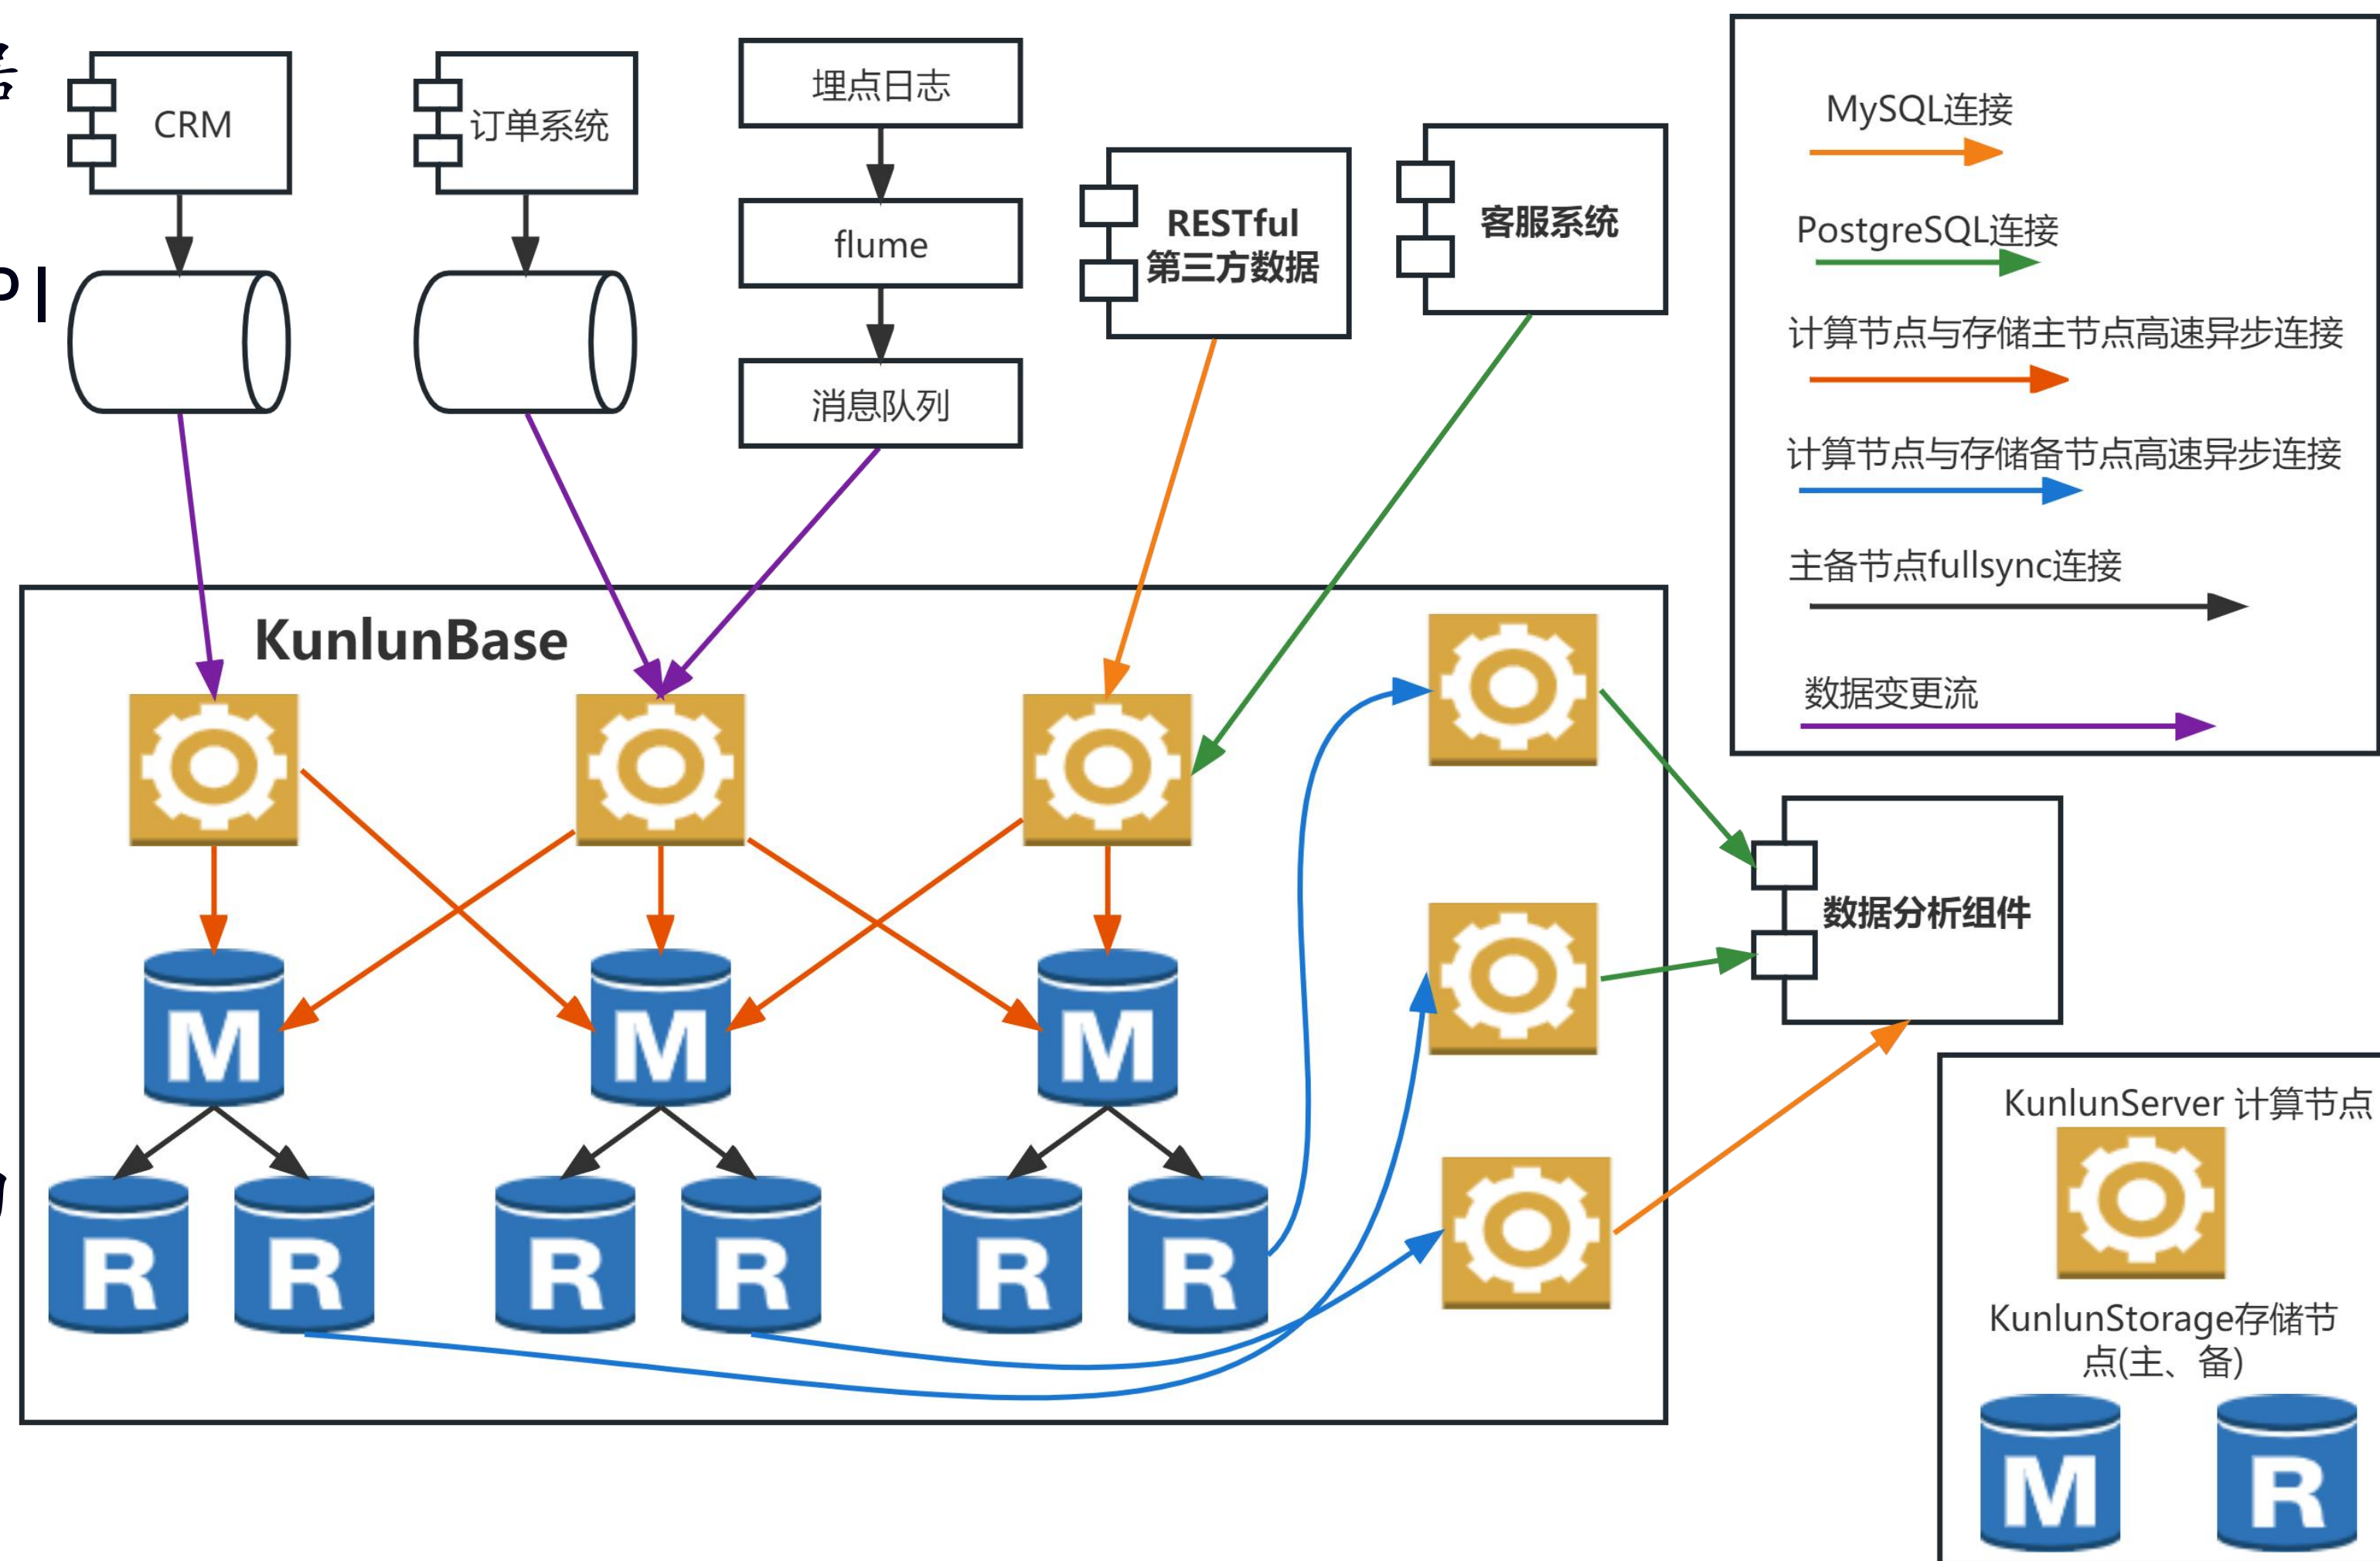 CRM
订单系统
埋点日志
flume
消息队列
RESTful
第三方数据
客服系统
PI
MySQL连接
PostgreSQL连接
计算节点与存储主节点高速异步连接
计算节点与存储备节点高速异步连接
主备节点fullsync连接
数据变更流
KunlunBase
M
M
M
R
R
R
R
R
R
数据分析组件
KunlunServer 计算节点
KunlunStorage存储节
点(主、备)
M
R